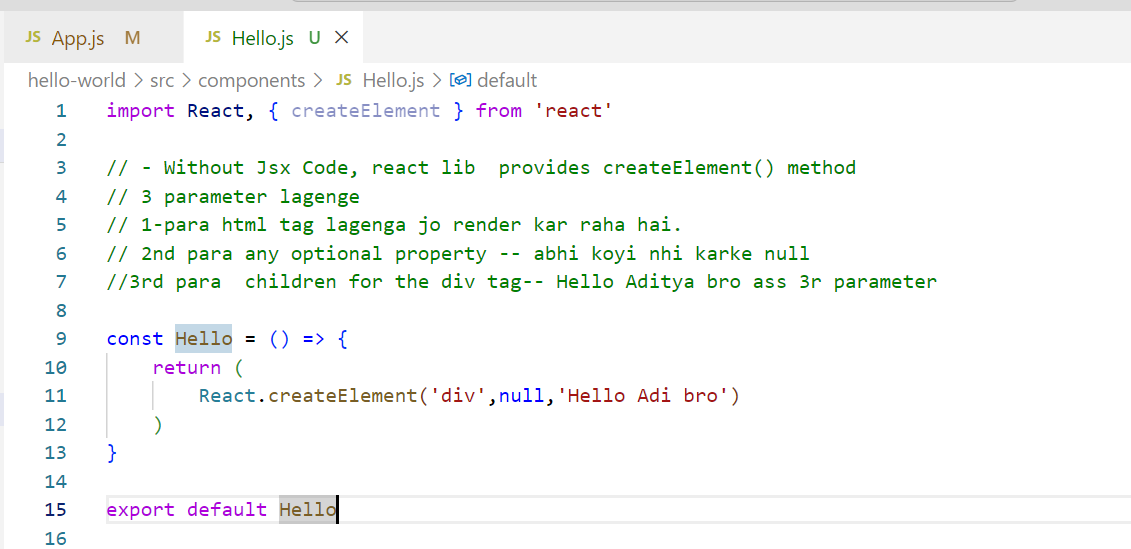 JS App.js M JS Hello.js U
hello-world > src > components > JS Hello.js > default
1 import React, { createElement } from 'react'
2
3 // - Without Jsx Code, react lib  provides createElement() method
4 // 3 parameter lagenge
5 // 1-para html tag lagenga jo render kar raha hai.
6 // 2nd para any optional property -- abhi koyi nhi karke null
7 //3rd para  children for the div tag-- Hello Aditya bro ass 3r parameter
8
9 const Hello = () => {
10     return (
11         React.createElement('div',null,'Hello Adi bro')
12     )
13 }
14
15 export default Hello
16